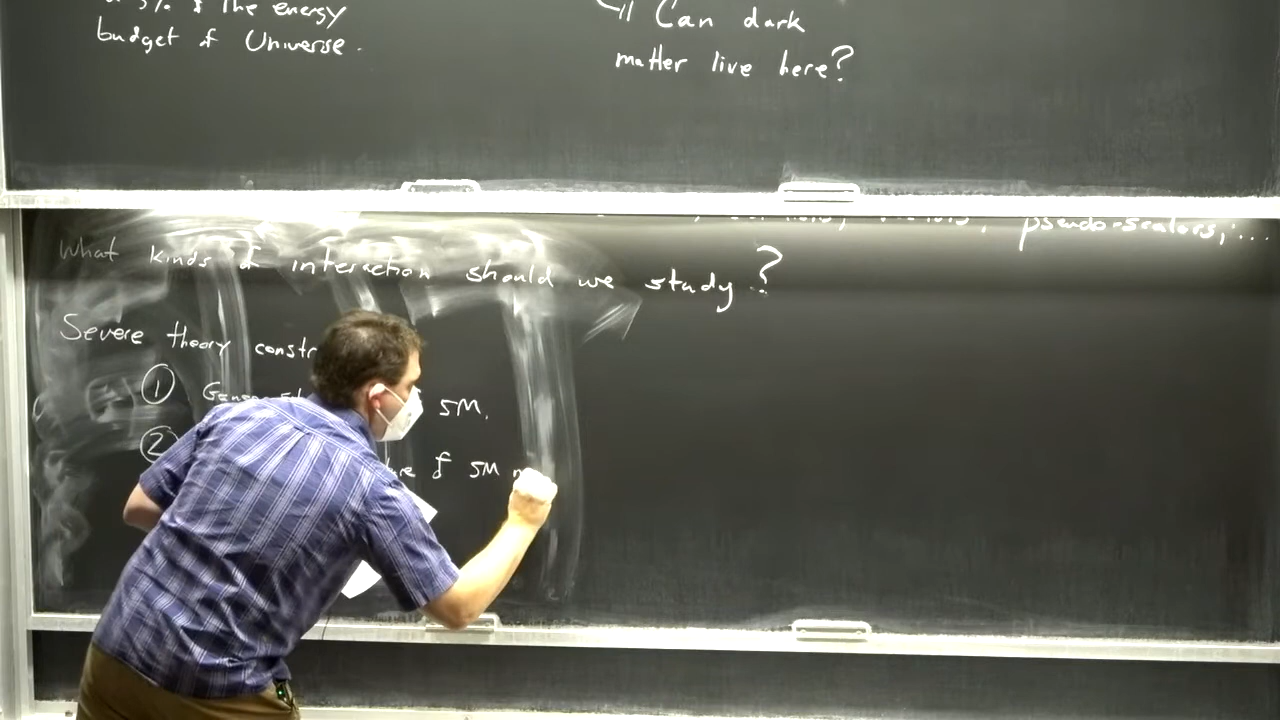 5% of the energy
budget of Universe.
Can dark
matter live here?
pseudo-scalars, ...
What kinds of interaction should we study?
Severe theory constr
① SM.
② of SM